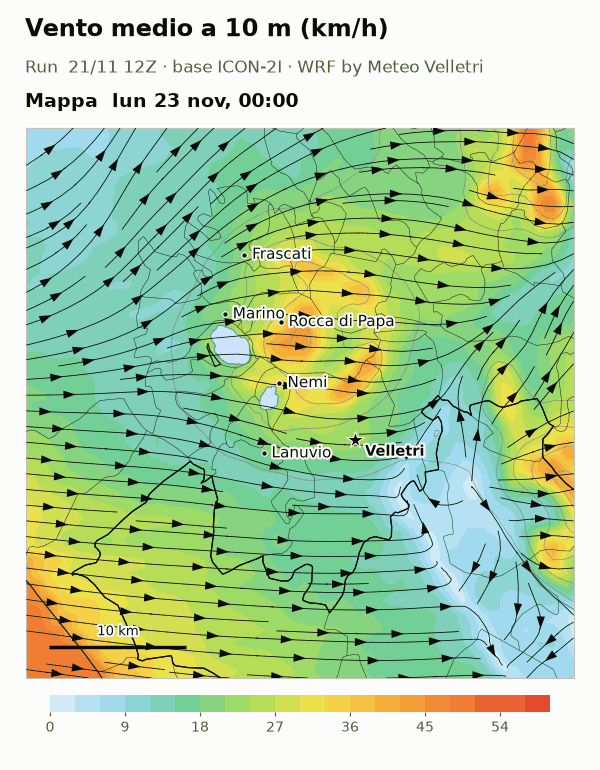 Vento medio a 10 m (km/h)
Run  21/11 12Z · base ICON-2I · WRF by Meteo Velletri
Mappa  lun 23 nov, 00:00
Frascati
Marino
Rocca di Papa
Nemi
Velletri
Lanuvio
10 km
0 9 18 27 36 45 54